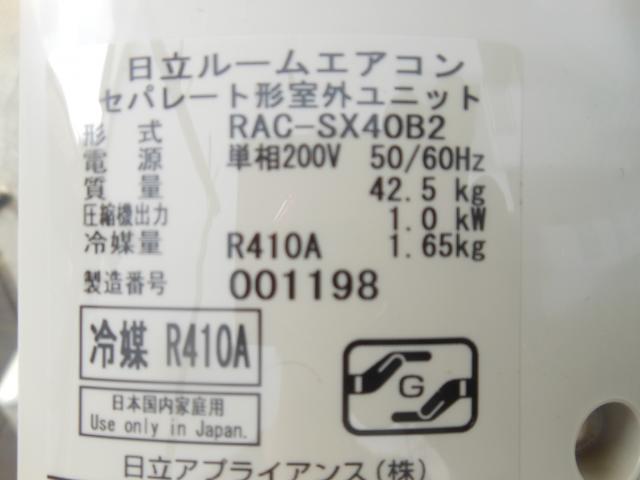 日立ルームエアコン
セパレート形室外ユニット
形 式 RAC-SX40B2
電 源 単相200V 50/60Hz
質 量 42.5 kg
圧縮機出力 1.0 kW
冷媒量 R410A 1.65kg
製造番号 001198
冷媒 R410A
G
日本国内家庭用
Use only in Japan.
日立アプライアンス(株)